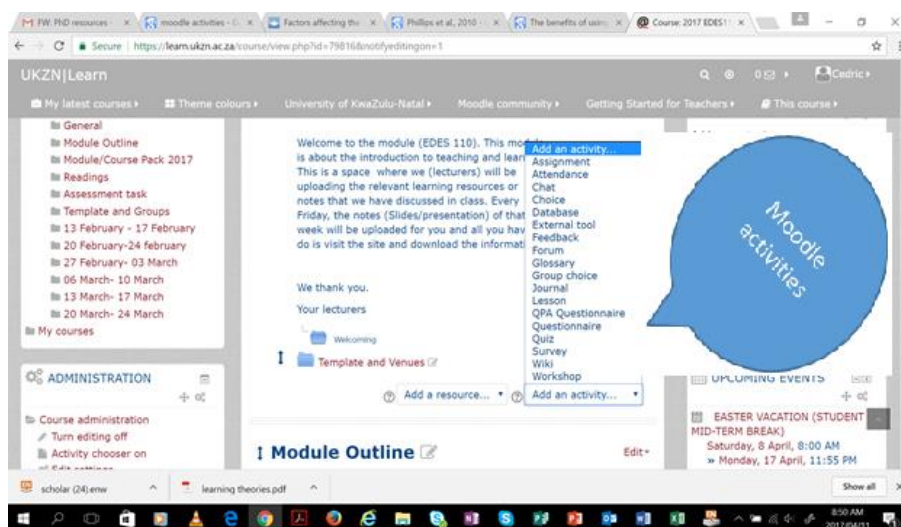 FW: PhD resources -
moodle activities - G
Factors affecting the
Phillips et al, 2010 -
The benefits of using
Course: 2017 EDES11
Secure
https://learn.ukzn.ac.za/course/view.php?id=7981&notifyeditingon=1
UKZN|Learn
0
Cedric
My latest courses
Theme colours
University of KwaZulu-Natal
Moodle community
Getting Started for Teachers
This course
General
Module Outline
Module/Course Pack 2017
Readings
Assessment task
Template and Groups
13 February - 17 February
20 February-24 february
27 February- 03 March
06 March- 10 March
13 March- 17 March
20 March- 24 March
My courses
ADMINISTRATION
Course administration
Turn editing off
Activity chooser on
Edit settings
Welcome to the module (EDES 110). This
is about the introduction to teaching and
This is a space where we (lecturers) will be
uploading the relevant learning resources or
notes that we have discussed in class. Every
Friday, the notes (Slides/presentation) of that
week will be uploaded for you and all you
do is visit the site and download the
We thank you.
Your lecturers
Welcoming
Template and Venues
Add a resource...
Add an activity...
Module Outline
Edit
Add an activity...
Assignment
Attendance
Chat
Choice
Database
External tool
Feedback
Forum
Glossary
Group choice
Journal
Lesson
QPA Questionnaire
Questionnaire
Quiz
Survey
Wiki
Workshop
Moodle
activities
UPCOMING EVENTS
EASTER VACATION (STUDENT
MID-TERM BREAK)
Saturday, 8 April, 8:00 AM
» Monday, 17 April, 11:55 PM
scholar (24).enw
learning theories.pdf
Show all
8:50 AM
2017/04/11